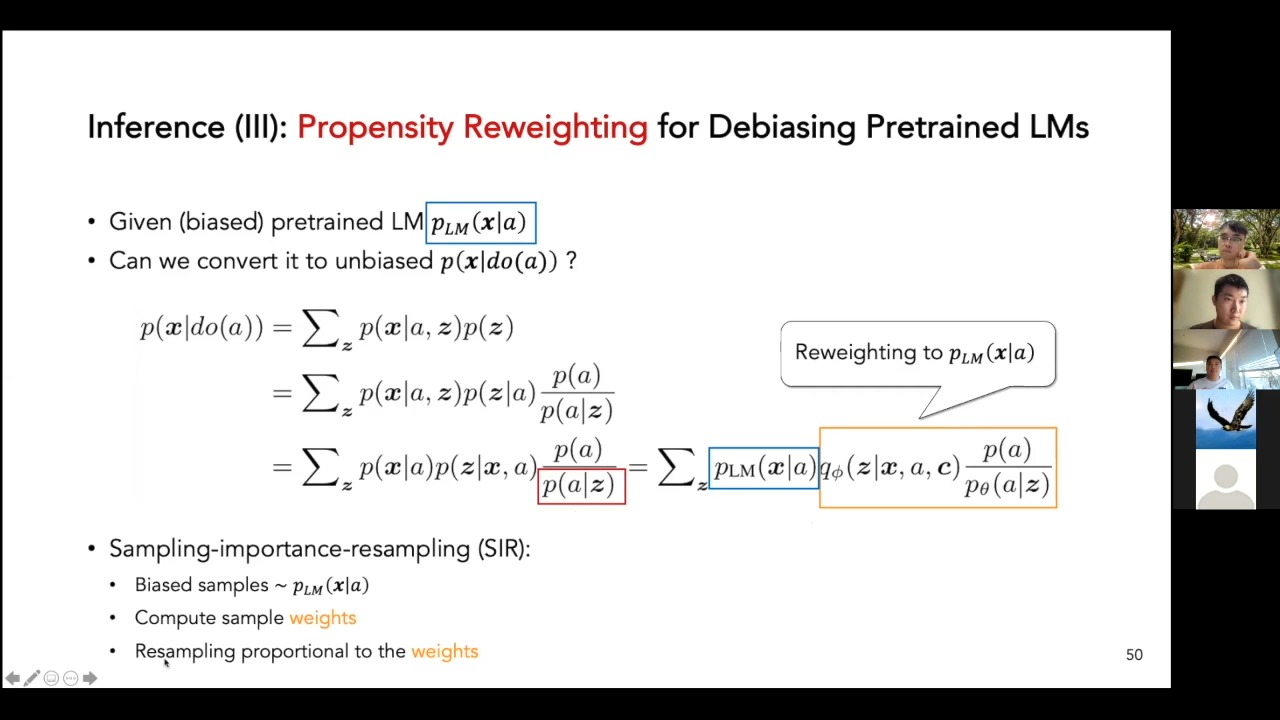 Inference (III): Propensity Reweighting for Debiasing Pretrained LMs
• Given (biased) pretrained LM p_LM(x|a)
• Can we convert it to unbiased p(x|do(a)) ?
p(x|do(a)) = ∑_z p(x|a, z)p(z)
= ∑_z p(x|a, z)p(z|a) p(a)/p(a|z)
Reweighting to p_LM(x|a)
= ∑_z p(x|a)p(z|x, a) p(a)/p(a|z) = ∑_z p_LM(x|a) q_ϕ(z|x, a, c) p(a)/p_θ(a|z)
• Sampling-importance-resampling (SIR):
• Biased samples ~ p_LM(x|a)
• Compute sample weights
• Resampling proportional to the weights
50